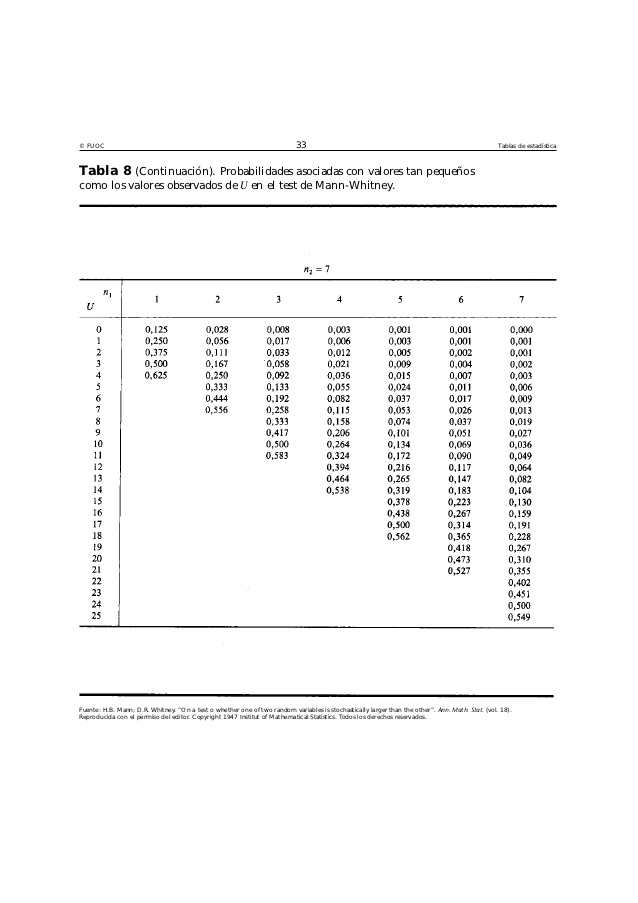 © FUOC 33 Tablas de estadística
Tabla 8 (Continuación). Probabilidades asociadas con valores tan pequeños
como los valores observados de U en el test de Mann-Whitney.
n₂ = 7
n₁
U 1 2 3 4 5 6 7
0 0,125 0,028 0,008 0,003 0,001 0,001 0,000
1 0,250 0,056 0,017 0,006 0,003 0,001 0,001
2 0,375 0,111 0,033 0,012 0,005 0,002 0,001
3 0,500 0,167 0,058 0,021 0,009 0,004 0,002
4 0,625 0,250 0,092 0,036 0,015 0,007 0,003
5 0,333 0,133 0,055 0,024 0,011 0,006
6 0,444 0,192 0,082 0,037 0,017 0,009
7 0,556 0,258 0,115 0,053 0,026 0,013
8 0,333 0,158 0,074 0,037 0,019
9 0,417 0,206 0,101 0,051 0,027
10 0,500 0,264 0,134 0,069 0,036
11 0,583 0,324 0,172 0,090 0,049
12 0,394 0,216 0,117 0,064
13 0,464 0,265 0,147 0,082
14 0,538 0,319 0,183 0,104
15 0,378 0,223 0,130
16 0,438 0,267 0,159
17 0,500 0,314 0,191
18 0,562 0,365 0,228
19 0,418 0,267
20 0,473 0,310
21 0,527 0,355
22 0,402
23 0,451
24 0,500
25 0,549
Fuente: H.B. Mann; D.R. Whitney. “On a test o whether one of two random variables is stochastically larger than the other”. Ann. Math. Stat. (vol. 18).
Reproducida con el permiso del editor. Copyright 1947 Institut of Mathematical Statistics. Todos los derechos reservados.